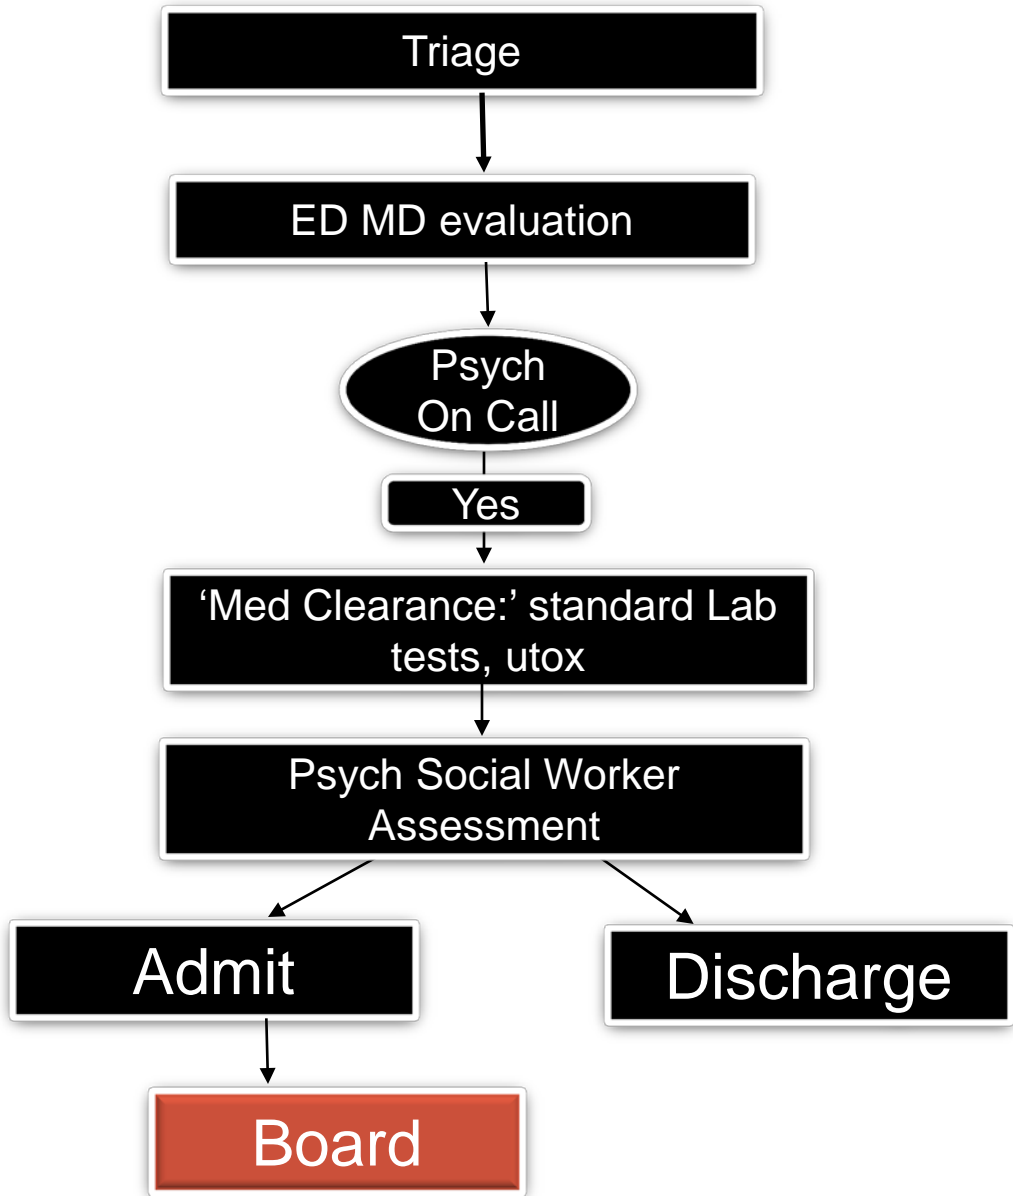 Triage
ED MD evaluation
Psych
On Call
Yes
‘Med Clearance:’ standard Lab
tests, utox
Psych Social Worker
Assessment
Admit
Discharge
Board